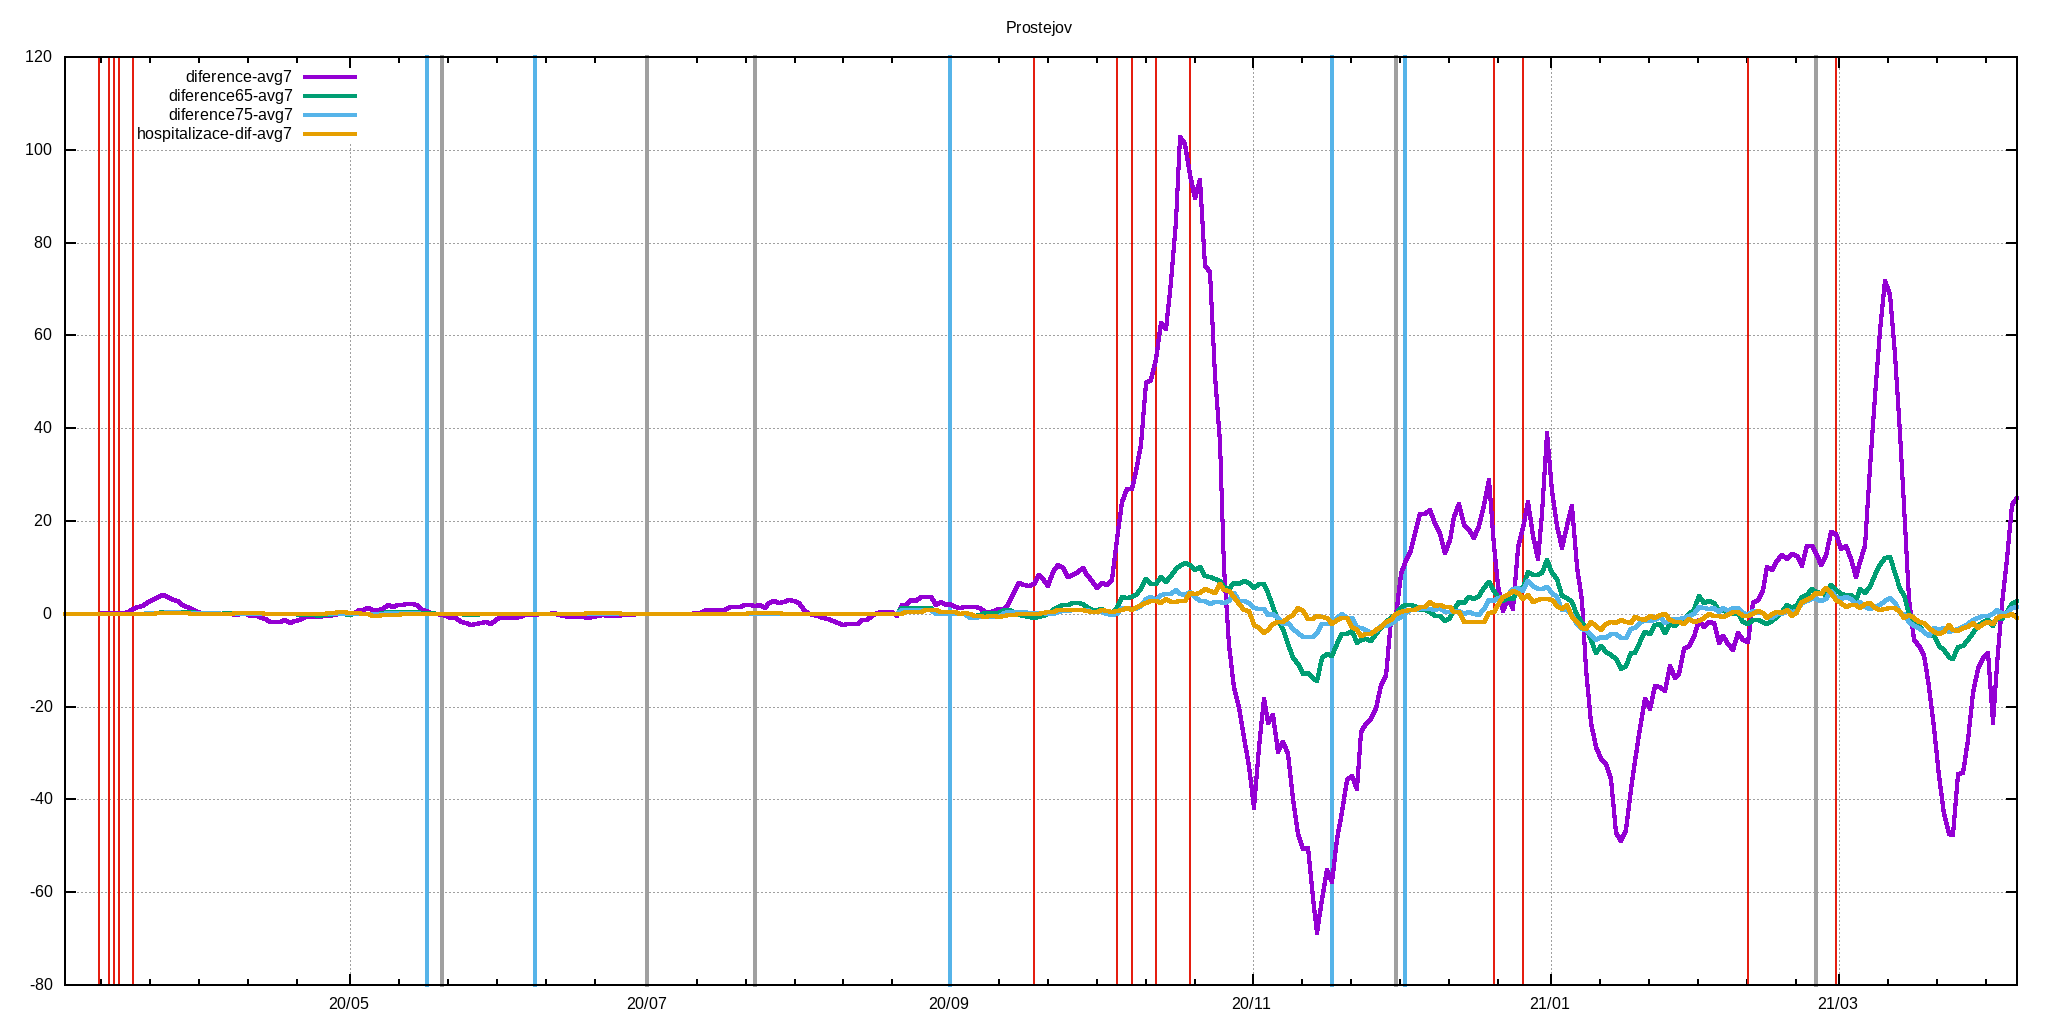 Prostejov
diference-avg7
diference65-avg7
diference75-avg7
hospitalizace-dif-avg7
120
100
80
60
40
20
0
-20
-40
-60
-80
20/05 20/07 20/09 20/11 21/01 21/03